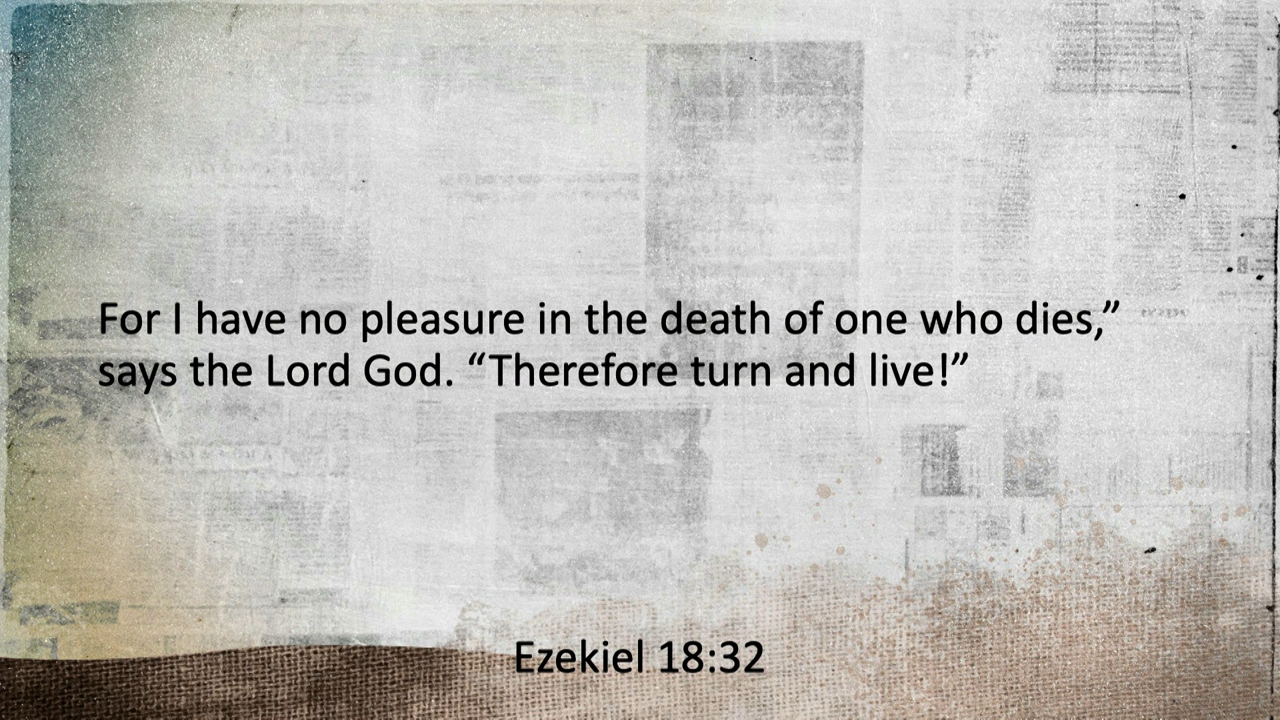 For I have no pleasure in the death of one who dies,”
says the Lord God. “Therefore turn and live!”
Ezekiel 18:32